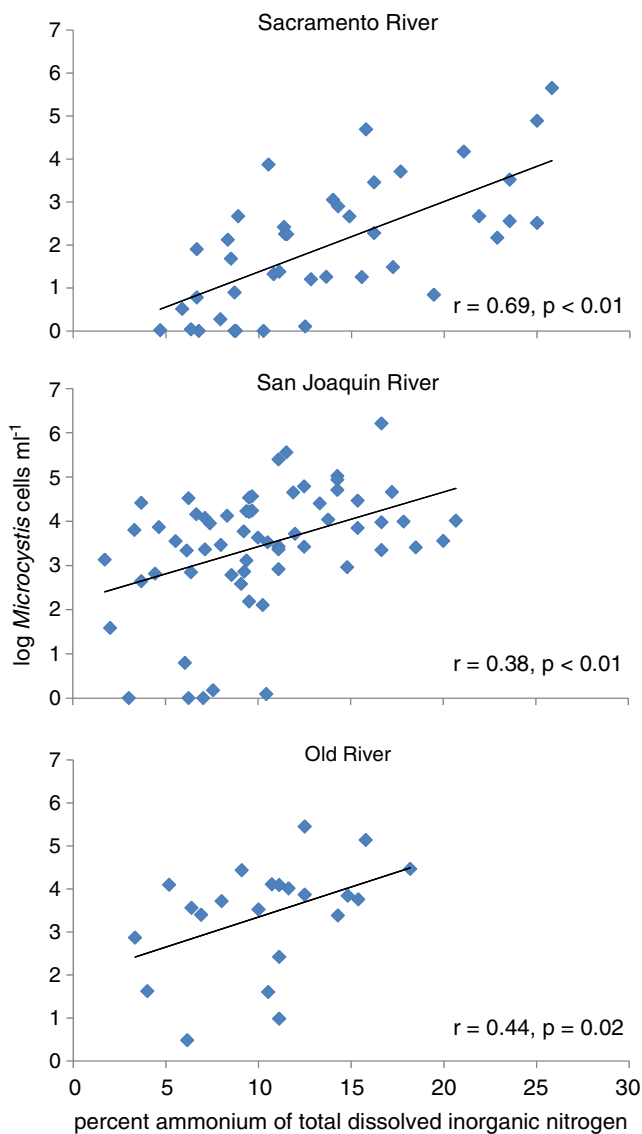 Sacramento River
7
6
5
4
3
2
1
0
r = 0.69, p < 0.01
San Joaquin River
7
6
5
4
3
2
1
0
r = 0.38, p < 0.01
log Microcystis cells ml⁻¹
Old River
7
6
5
4
3
2
1
0
r = 0.44, p = 0.02
0 5 10 15 20 25 30
percent ammonium of total dissolved inorganic nitrogen